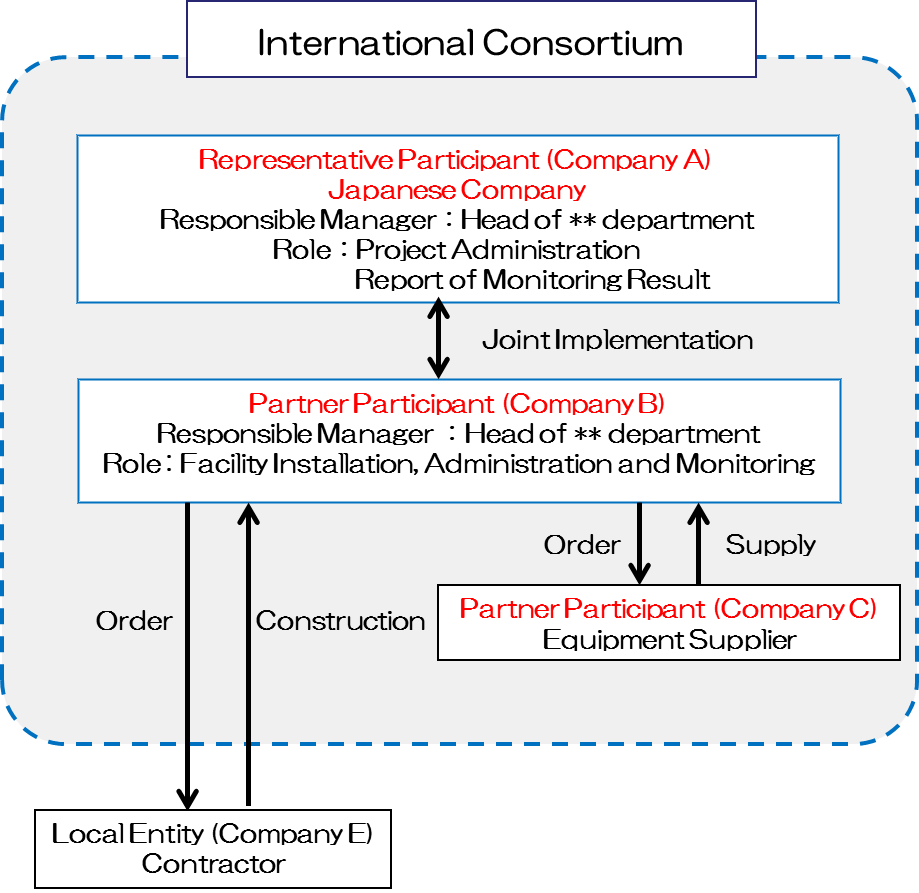 International Consortium
Representative Participant (Company A)
Japanese Company
Responsible Manager：Head of ** department
Role：Project Administration
Report of Monitoring Result
Joint Implementation
Partner Participant (Company B)
Responsible Manager ：Head of ** department
Role：Facility Installation, Administration and Monitoring
Order
Supply
Partner Participant (Company C)
Equipment Supplier
Order
Construction
Local Entity (Company E)
Contractor